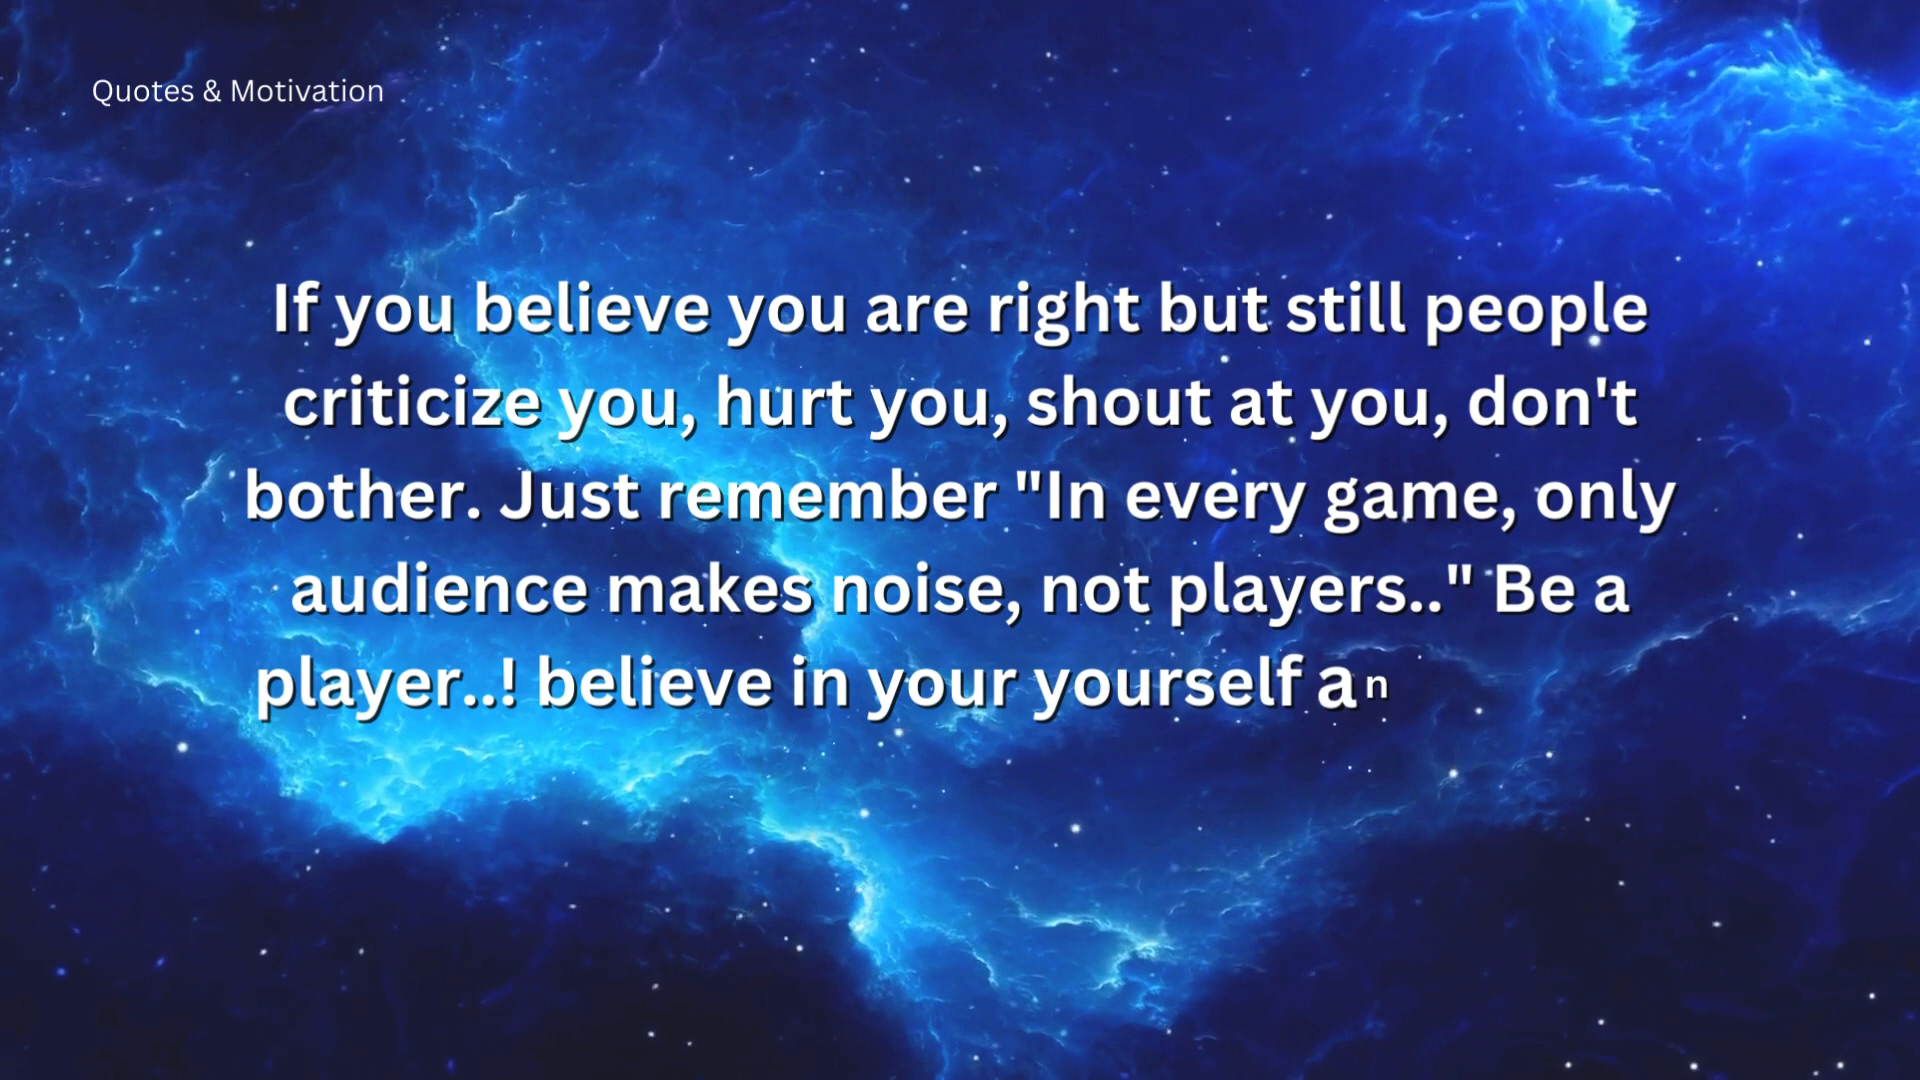 Quotes & Motivation
If you believe you are right but still people
criticize you, hurt you, shout at you, don't
bother. Just remember "In every game, only
audience makes noise, not players.." Be a
player..! believe in your yourself an